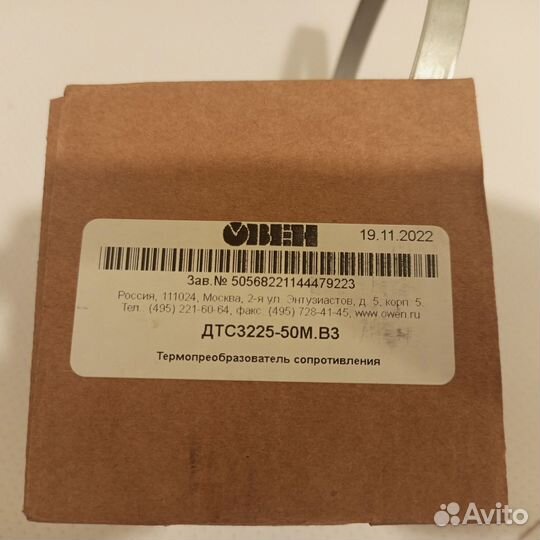 ОВЕН 19.11.2022
Зав.№ 50568221144479223
Россия, 111024, Москва, 2-я ул. Энтузиастов, д. 5, корп. 5.
Тел. (495) 221-60-64, факс. (495) 728-41-45, www.owen.ru
ДТС3225-50М.В3
Термопреобразователь сопротивления
Avito